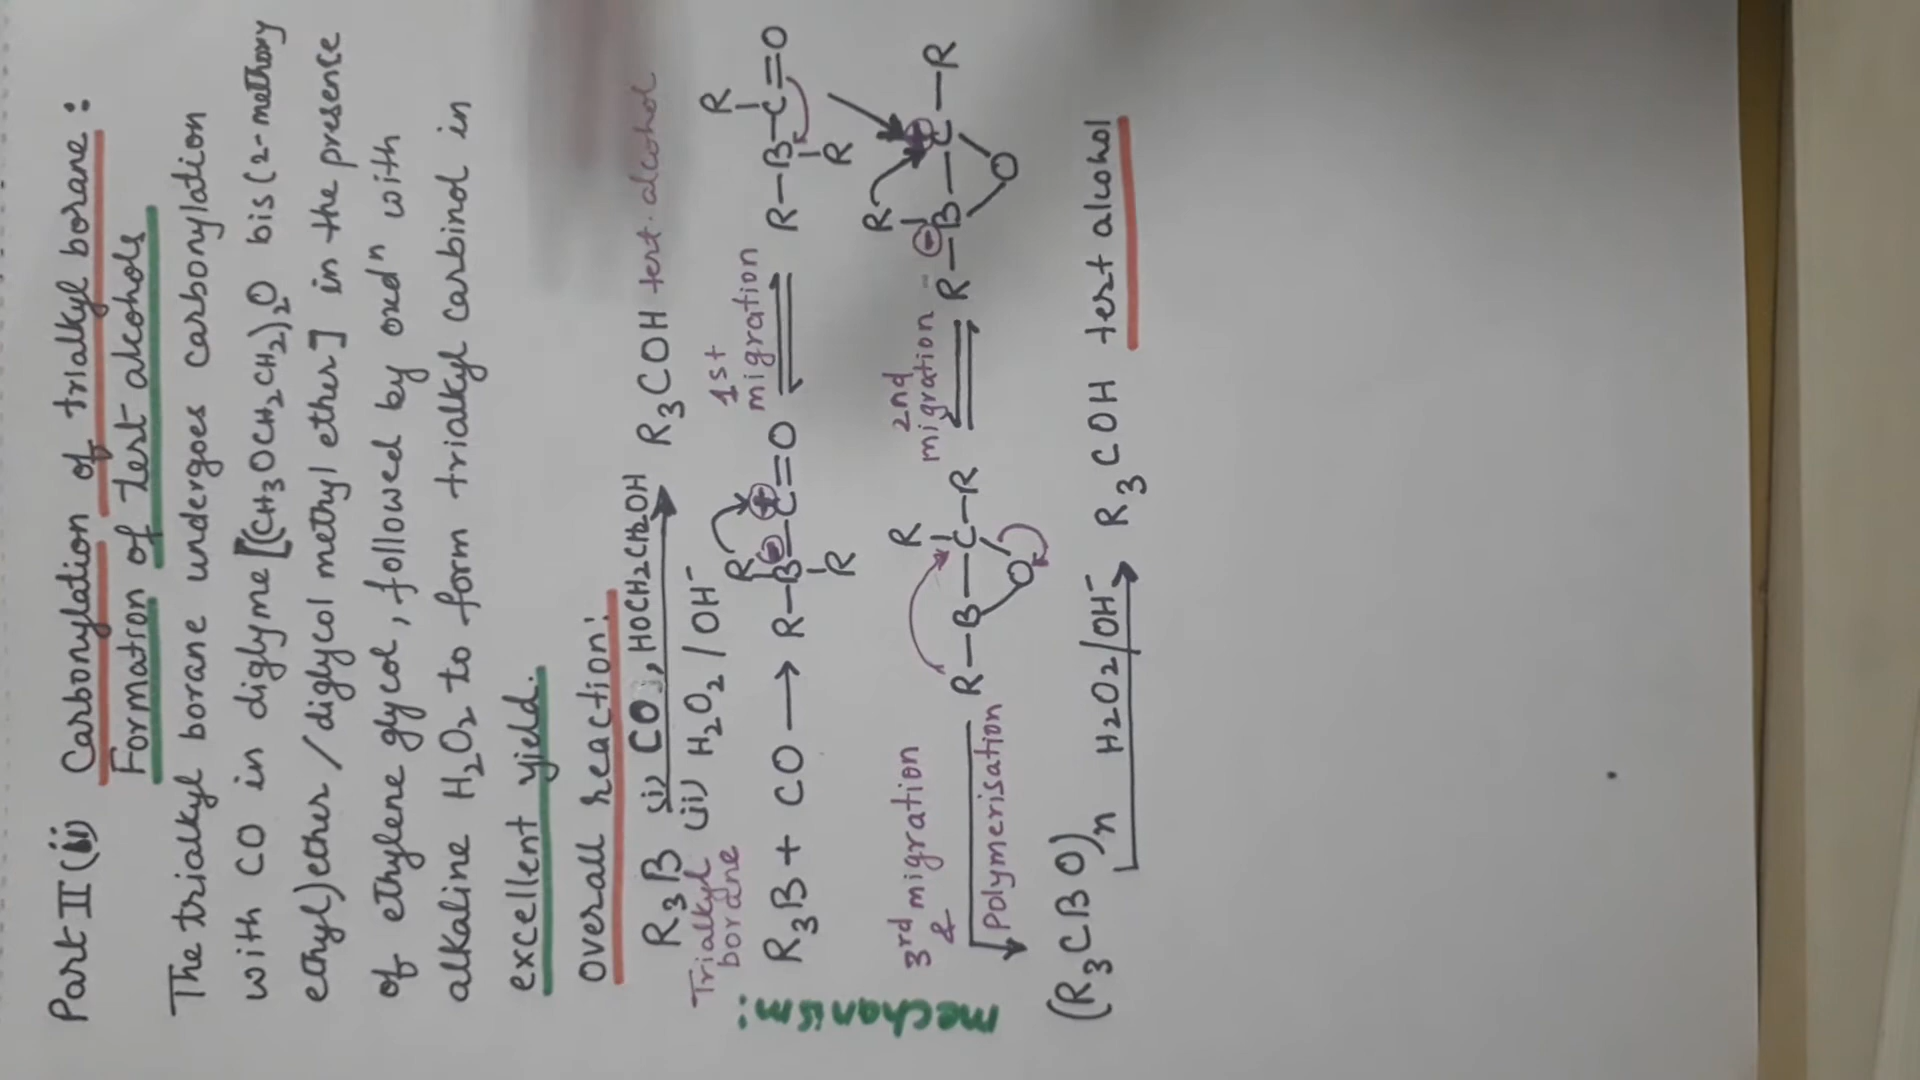 Part II (ii) Carbonylation of trialkyl borane:
Formation of tert alcohols
The trialkyl borane undergoes carbonylation
with CO in diglyme [(CH3OCH2CH2)2O bis(2-methoxy
ethyl)ether / diglycol methyl ether] in the presence
of ethylene glycol, followed by oxdⁿ with
alkaline H2O2 to form trialkyl carbinol in
excellent yield.
Overall reaction:
R3B (i) CO, HOCH2CH2OH R3COH tert. alcohol
Trialkyl (ii) H2O2 / OH⁻
borane
1st
migration
R3B + CO → R–B–C=O ⇌ R–B–C=O
R ⊖ ⊕ R
R R
mechanism:
3rd migration
&
Polymerisation
2nd
migration
R–B–C–R ⇌ R–B–C–R
R O R ⊖ ⊕ O
(R3CBO)n H2O2/OH⁻ → R3COH tert alcohol